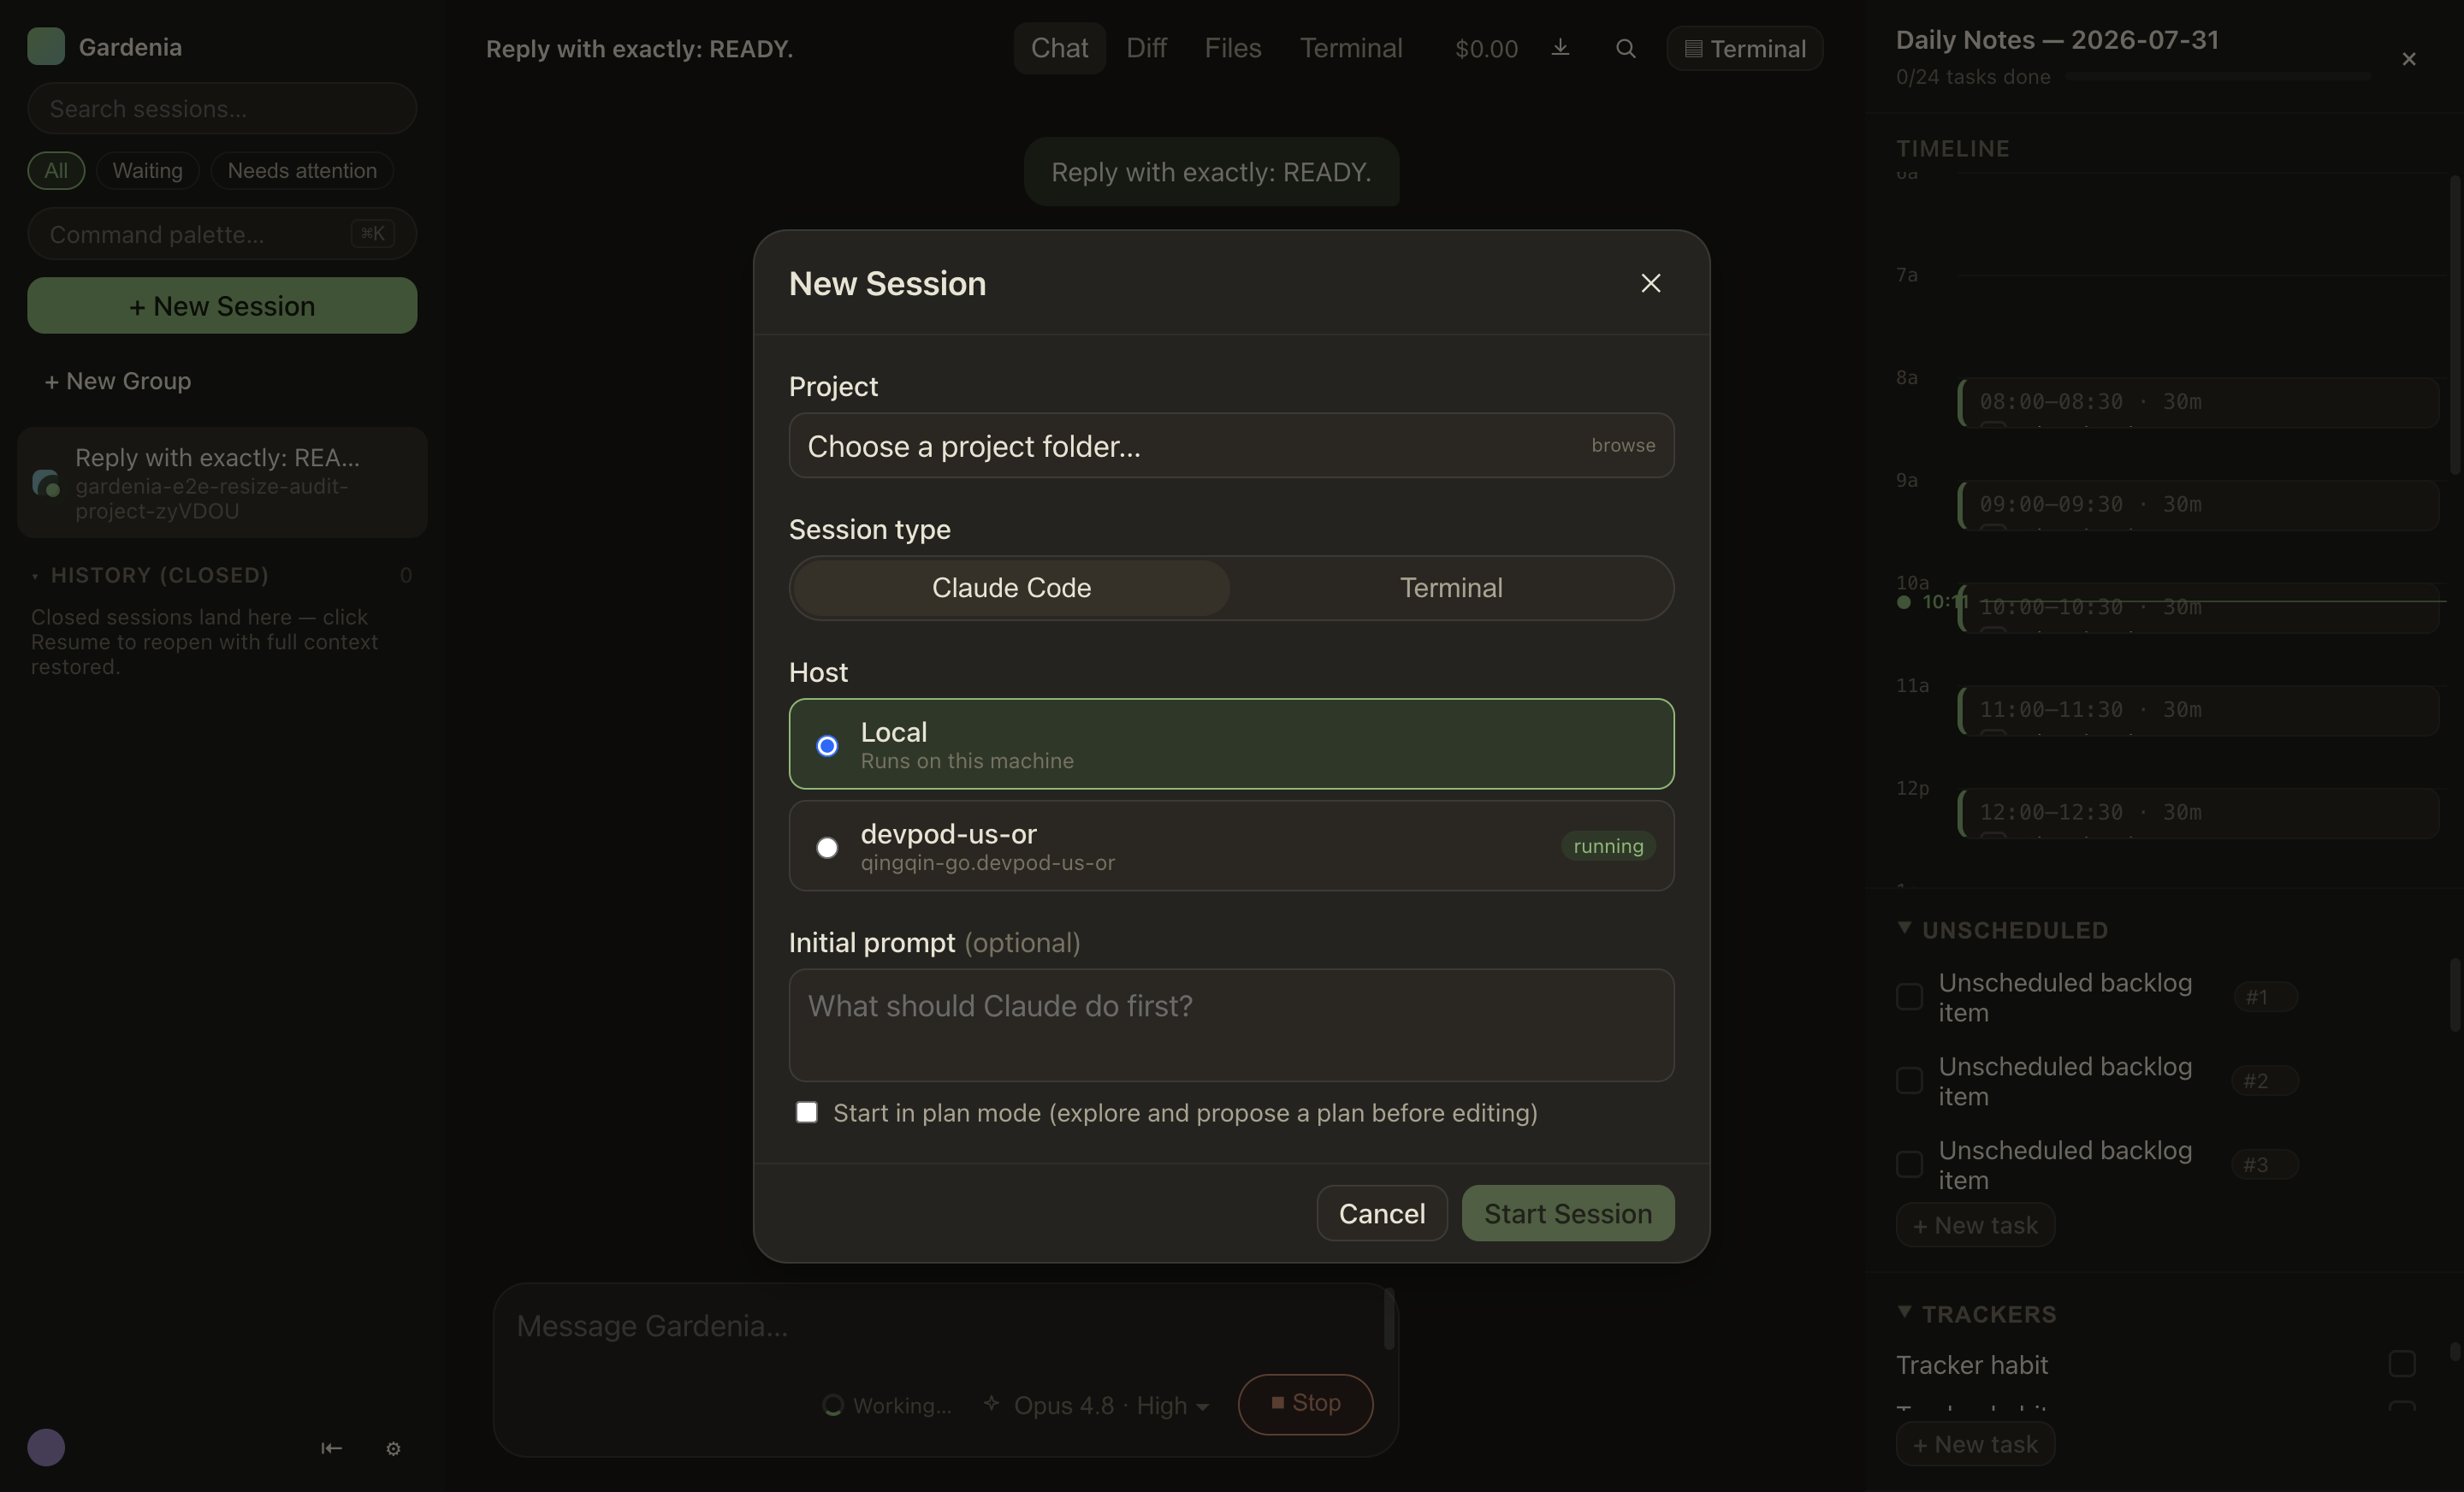 Gardenia
Search sessions...
All
Waiting
Needs attention
Command palette...
⌘K
+ New Session
+ New Group
Reply with exactly: REA...
gardenia-e2e-resize-audit-
project-zyVDOU
HISTORY (CLOSED)
0
Closed sessions land here — click
Resume to reopen with full context
restored.
Reply with exactly: READY.
Chat
Diff
Files
Terminal
$0.00
Terminal
Reply with exactly: READY.
New Session
Project
Choose a project folder...
browse
Session type
Claude Code
Terminal
Host
Local
Runs on this machine
devpod-us-or
qingqin-go.devpod-us-or
running
Initial prompt (optional)
What should Claude do first?
Start in plan mode (explore and propose a plan before editing)
Cancel
Start Session
Message Gardenia...
Working...
Opus 4.8 · High
Stop
Daily Notes — 2026-07-31
0/24 tasks done
TIMELINE
6a
7a
8a
08:00–08:30 · 30m
9a
09:00–09:30 · 30m
10a
10:11
10:00–10:30 · 30m
11a
11:00–11:30 · 30m
12p
12:00–12:30 · 30m
UNSCHEDULED
Unscheduled backlog
item
#1
Unscheduled backlog
item
#2
Unscheduled backlog
item
#3
+ New task
TRACKERS
Tracker habit
+ New task